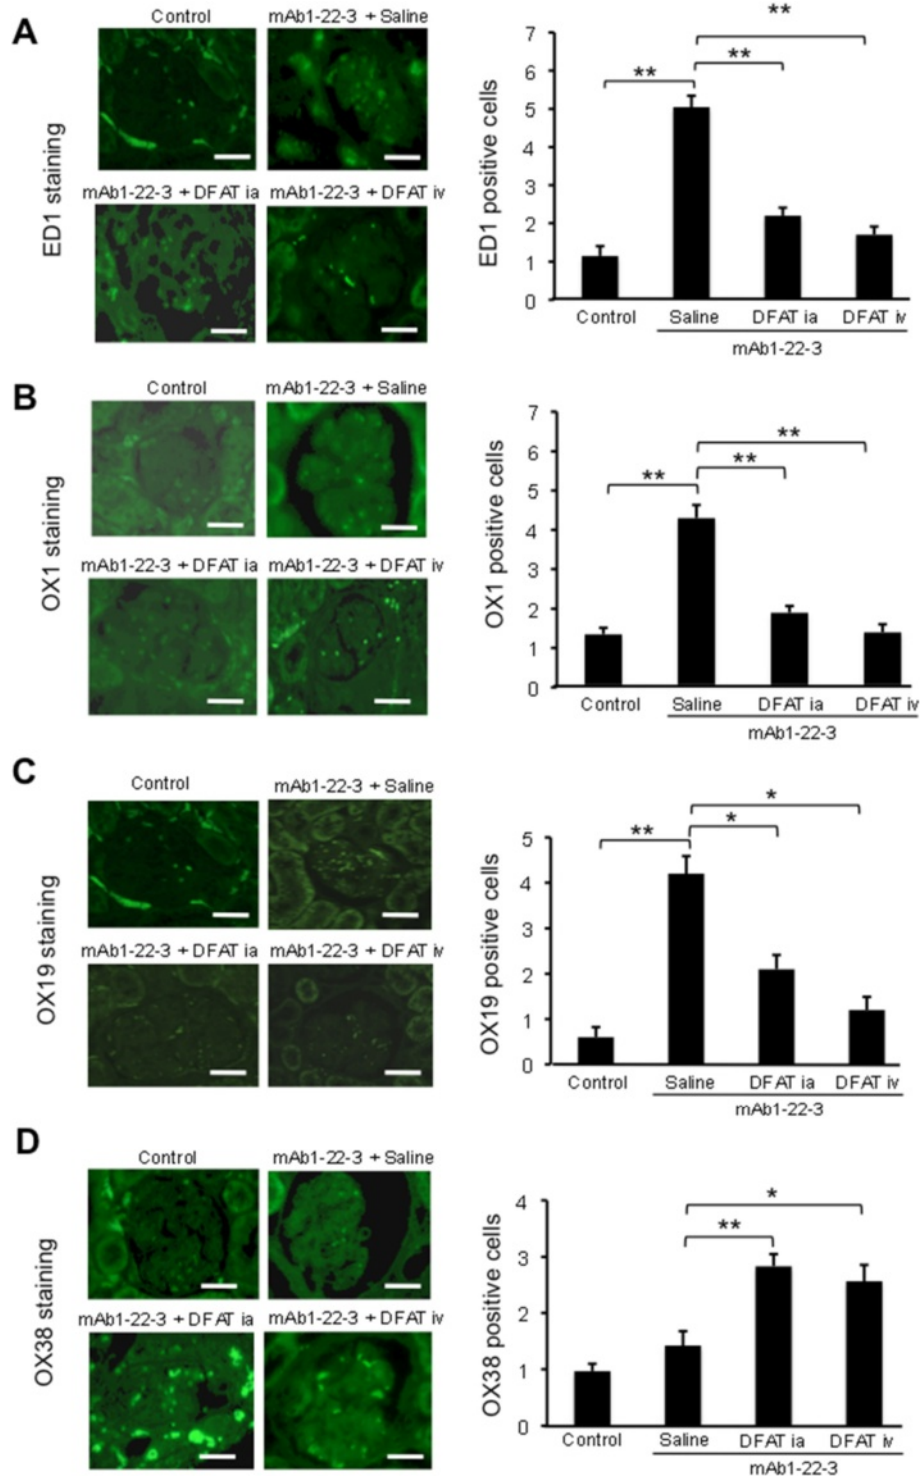 A
Control
mAb1-22-3 + Saline
mAb1-22-3 + DFAT ia
mAb1-22-3 + DFAT iv
ED1 staining
**
**
**
ED1 positive cells
7
6
5
4
3
2
1
0
Control
Saline
DFAT ia
DFAT iv
mAb1-22-3
B
Control
mAb1-22-3 + Saline
mAb1-22-3 + DFAT ia
mAb1-22-3 + DFAT iv
OX1 staining
**
**
**
OX1 positive cells
7
6
5
4
3
2
1
0
Control
Saline
DFAT ia
DFAT iv
mAb1-22-3
C
Control
mAb1-22-3 + Saline
mAb1-22-3 + DFAT ia
mAb1-22-3 + DFAT iv
OX19 staining
*
*
**
OX19 positive cells
5
4
3
2
1
0
Control
Saline
DFAT ia
DFAT iv
mAb1-22-3
D
Control
mAb1-22-3 + Saline
mAb1-22-3 + DFAT ia
mAb1-22-3 + DFAT iv
OX38 staining
*
**
OX38 positive cells
4
3
2
1
0
Control
Saline
DFAT ia
DFAT iv
mAb1-22-3